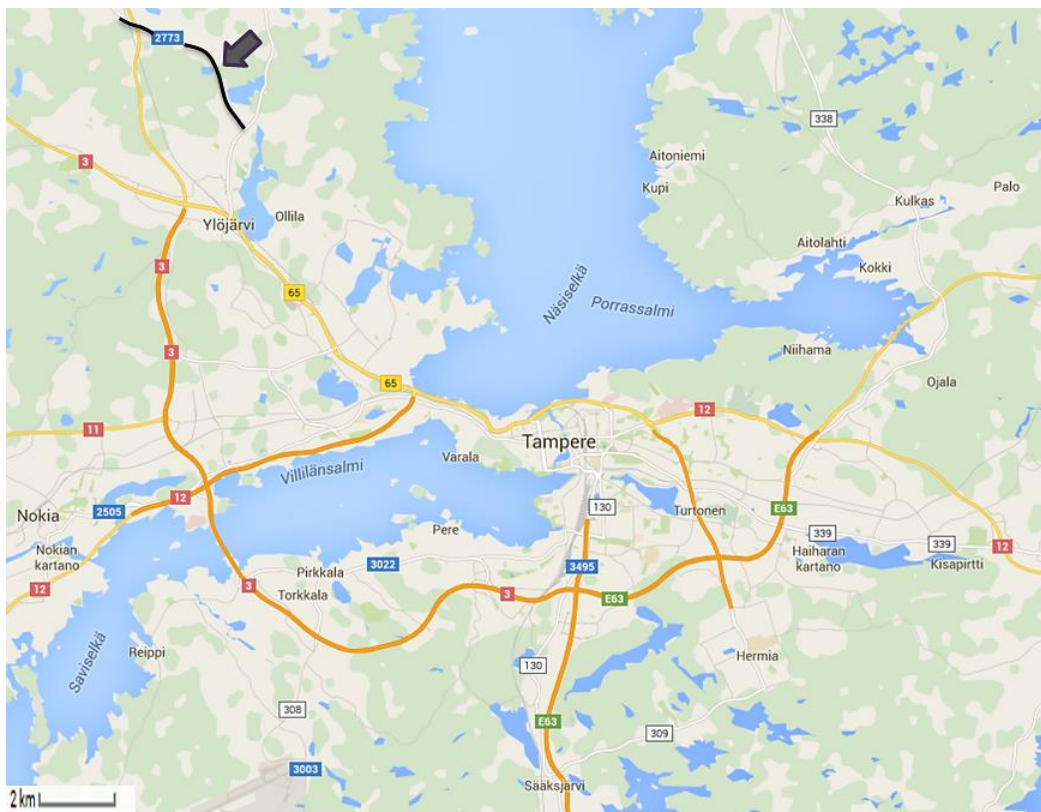 2773
338
Aitoniemi
3
Kupi
Palo
Kulkas
Ollila
Ylöjärvi
Aitolahti
3
Kokki
Näsiselkä
65
Porrassalmi
3
Niihama
65
Ojala
12
11
Tampere
Varala
Villilänsalmi
12
130
E63
Nokia
2505
Turtonen
339
339
12
Pere
Nokian
kartano
Haiharan
kartano
3022
3495
Kisapirtti
Pirkkala
12
3
Torkkala
3
E63
Reippi
Saviselkä
130
Hermia
308
E63
309
3003
Sääksjärvi
2 km